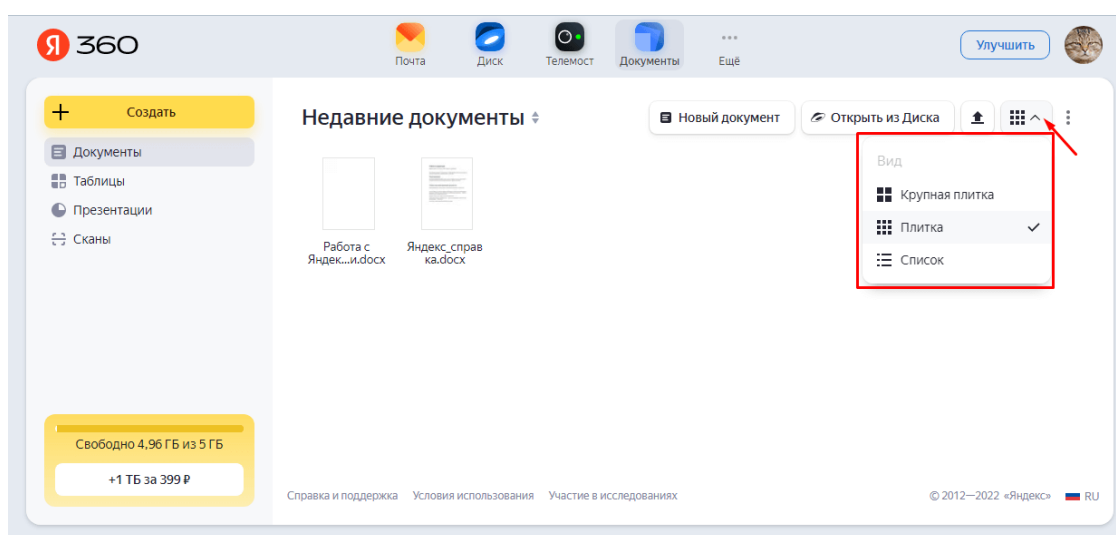 Я 360
Почта
Диск
Телемост
Документы
Ещё
Улучшить
Создать
Документы
Таблицы
Презентации
Сканы
Недавние документы
Новый документ
Открыть из Диска
Вид
Крупная плитка
Плитка
Список
Работа с
Яндек...и.docx
Яндекс_справ
ка.docx
Свободно 4,96 ГБ из 5 ГБ
+1 ТБ за 399 ₽
Справка и поддержка
Условия использования
Участие в исследованиях
© 2012—2022 «Яндекс»
RU